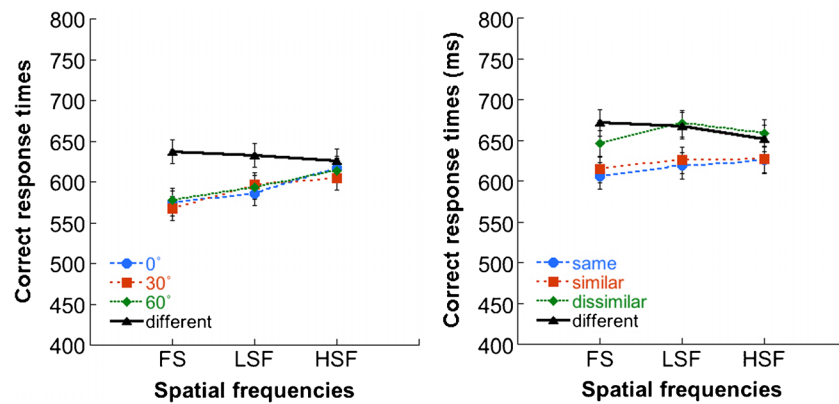 Correct response times
800
750
700
650
600
550
500
450
400
0°
30°
60°
different
FS LSF HSF
Spatial frequencies
Correct response times (ms)
800
750
700
650
600
550
500
450
400
same
similar
dissimilar
different
FS LSF HSF
Spatial frequencies